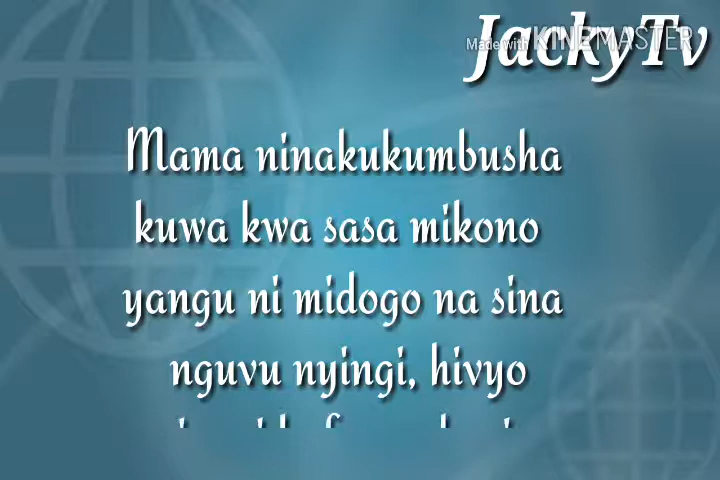 JackyTv
Made with KINEMASTER
Mama ninakukumbusha
kuwa kwa sasa mikono
yangu ni midogo na sina
nguvu nyingi, hivyo